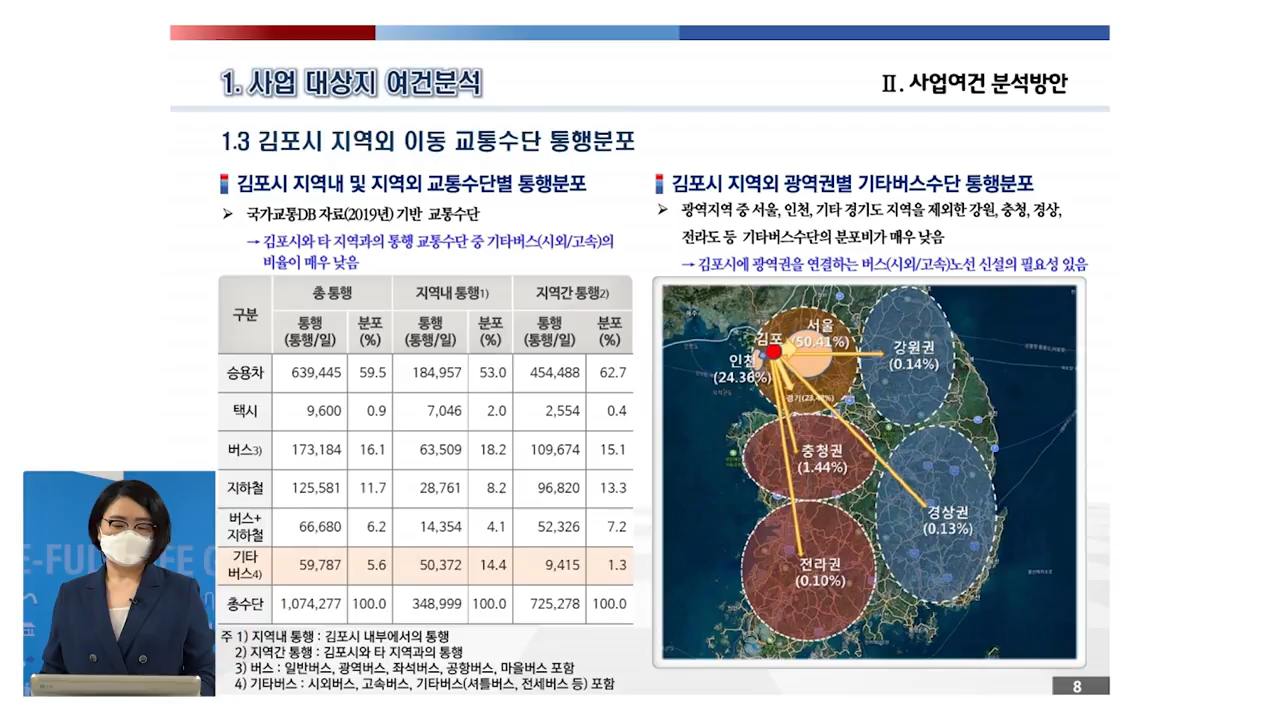 1. 사업 대상지 여건분석
Ⅱ. 사업여건 분석방안
1.3 김포시 지역외 이동 교통수단 통행분포
김포시 지역내 및 지역외 교통수단별 통행분포
➢ 국가교통DB 자료(2019년) 기반 교통수단
→ 김포시와 타 지역과의 통행 교통수단 중 기타버스(시외/고속)의
비율이 매우 낮음
구분 총 통행 지역내 통행1) 지역간 통행2)
통행 (통행/일) 분포 (%) 통행 (통행/일) 분포 (%) 통행 (통행/일) 분포 (%)
승용차 639,445 59.5 184,957 53.0 454,488 62.7
택시 9,600 0.9 7,046 2.0 2,554 0.4
버스3) 173,184 16.1 63,509 18.2 109,674 15.1
지하철 125,581 11.7 28,761 8.2 96,820 13.3
버스+
지하철 66,680 6.2 14,354 4.1 52,326 7.2
기타
버스4) 59,787 5.6 50,372 14.4 9,415 1.3
총수단 1,074,277 100.0 348,999 100.0 725,278 100.0
주 1) 지역내 통행 : 김포시 내부에서의 통행
2) 지역간 통행 : 김포시와 타 지역과의 통행
3) 버스 : 일반버스, 광역버스, 좌석버스, 공항버스, 마을버스 포함
4) 기타버스 : 시외버스, 고속버스, 기타버스(셔틀버스, 전세버스 등) 포함
김포시 지역외 광역권별 기타버스수단 통행분포
➢ 광역지역 중 서울, 인천, 기타 경기도 지역을 제외한 강원, 충청, 경상,
전라도 등 기타버스수단의 분포비가 매우 낮음
→ 김포시에 광역권을 연결하는 버스(시외/고속)노선 신설의 필요성 있음
서울
(50.41%)
김포
인천
(24.36%)
경기(23.42%)
강원권
(0.14%)
충청권
(1.44%)
경상권
(0.13%)
전라권
(0.10%)
8